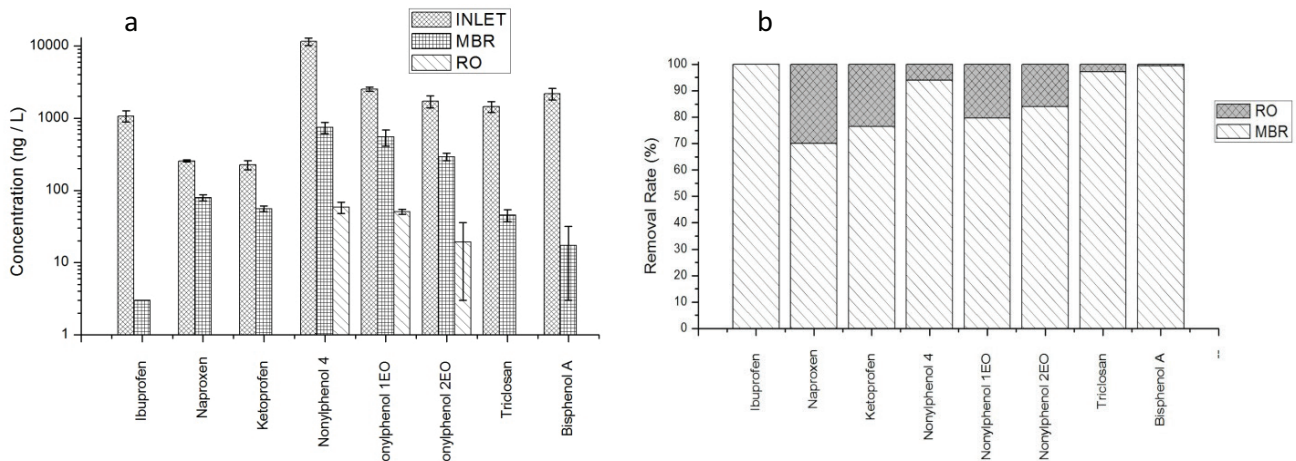 a
INLET
MBR
RO
Concentration (ng / L)
10000
1000
100
10
1
Ibuprofen
Naproxen
Ketoprofen
Nonylphenol 4
onylphenol 1EO
onylphenol 2EO
Triclosan
Bisphenol A
b
RO
MBR
Removal Rate (%)
100
90
80
70
60
50
40
30
20
10
0
Ibuprofen
Naproxen
Ketoprofen
Nonylphenol 4
Nonylphenol 1EO
Nonylphenol 2EO
Triclosan
Bisphenol A
--